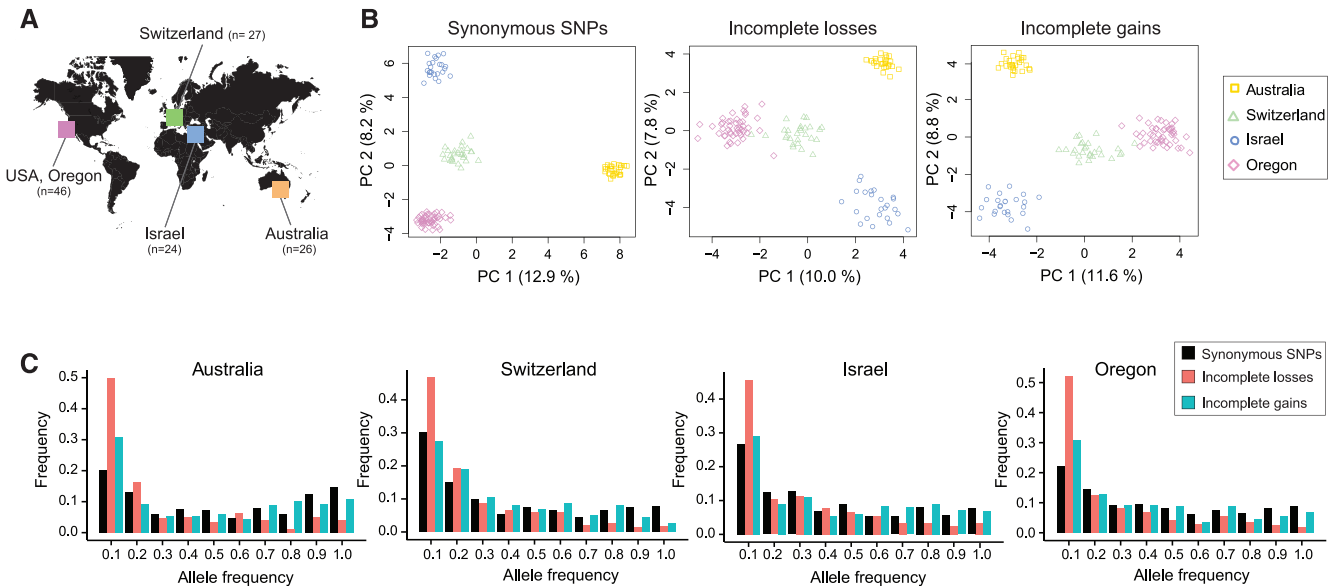 A
Switzerland (n= 27)
USA, Oregon
(n=46)
Israel
(n=24)
Australia
(n=26)
B
Synonymous SNPs
6
4
2
0
−2
−4
PC 2 (8.2 %)
−2 0 2 4 6 8
PC 1 (12.9 %)
Incomplete losses
4
2
0
−2
−4
PC 2 (7.8 %)
−4 −2 0 2 4
PC 1 (10.0 %)
Incomplete gains
4
2
0
−2
−4
PC 2 (8.8 %)
−4 −2 0 2 4
PC 1 (11.6 %)
Australia
Switzerland
Israel
Oregon
C
Australia
0.5
0.4
0.3
0.2
0.1
0.0
Frequency
0.1 0.2 0.3 0.4 0.5 0.6 0.7 0.8 0.9 1.0
Allele frequency
Switzerland
0.4
0.3
0.2
0.1
0.0
Frequency
0.1 0.2 0.3 0.4 0.5 0.6 0.7 0.8 0.9 1.0
Allele frequency
Israel
0.4
0.3
0.2
0.1
0.0
Frequency
0.1 0.2 0.3 0.4 0.5 0.6 0.7 0.8 0.9 1.0
Allele frequency
Oregon
0.5
0.4
0.3
0.2
0.1
0.0
Frequency
0.1 0.2 0.3 0.4 0.5 0.6 0.7 0.8 0.9 1.0
Allele frequency
Synonymous SNPs
Incomplete losses
Incomplete gains